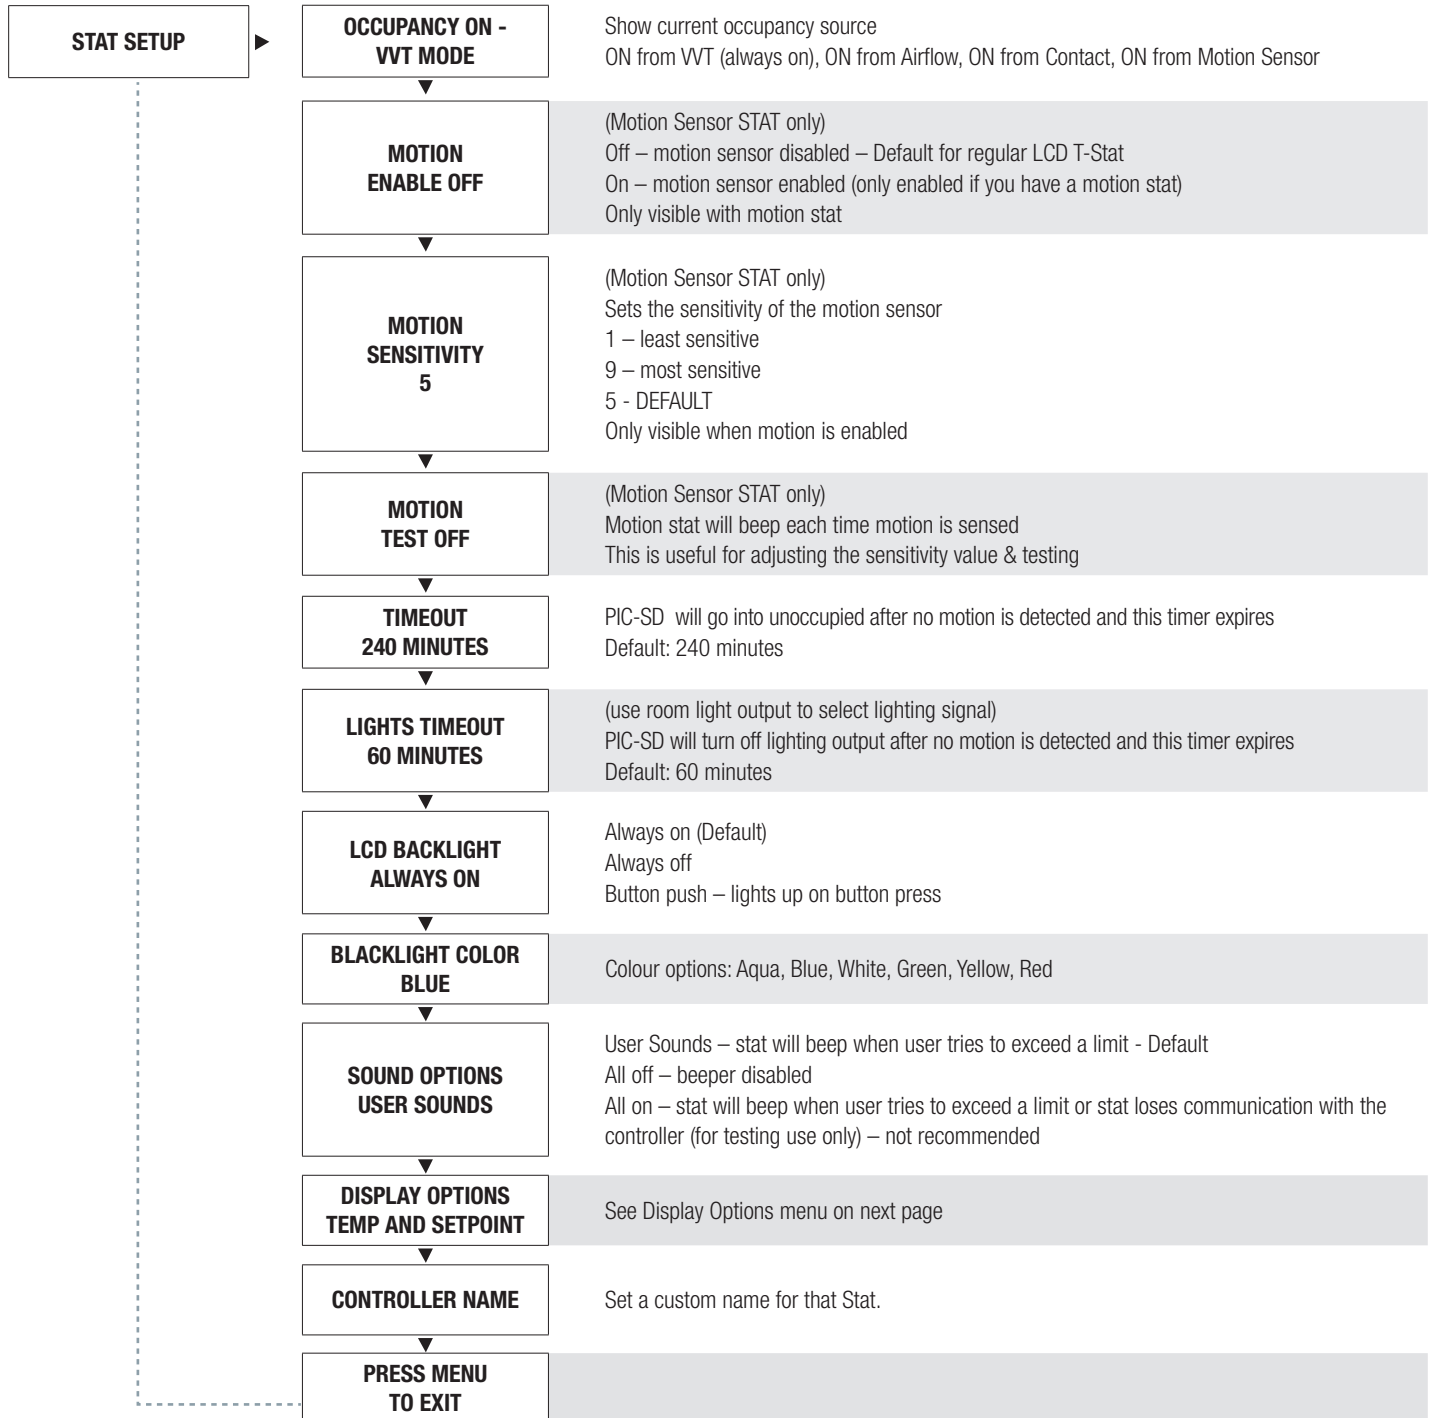 STAT SETUP
OCCUPANCY ON -
VVT MODE
Show current occupancy source
ON from VVT (always on), ON from Airflow, ON from Contact, ON from Motion Sensor
MOTION
ENABLE OFF
(Motion Sensor STAT only)
Off – motion sensor disabled – Default for regular LCD T-Stat
On – motion sensor enabled (only enabled if you have a motion stat)
Only visible with motion stat
MOTION
SENSITIVITY
5
(Motion Sensor STAT only)
Sets the sensitivity of the motion sensor
1 – least sensitive
9 – most sensitive
5 - DEFAULT
Only visible when motion is enabled
MOTION
TEST OFF
(Motion Sensor STAT only)
Motion stat will beep each time motion is sensed
This is useful for adjusting the sensitivity value & testing
TIMEOUT
240 MINUTES
PIC-SD will go into unoccupied after no motion is detected and this timer expires
Default: 240 minutes
LIGHTS TIMEOUT
60 MINUTES
(use room light output to select lighting signal)
PIC-SD will turn off lighting output after no motion is detected and this timer expires
Default: 60 minutes
LCD BACKLIGHT
ALWAYS ON
Always on (Default)
Always off
Button push – lights up on button press
BLACKLIGHT COLOR
BLUE
Colour options: Aqua, Blue, White, Green, Yellow, Red
SOUND OPTIONS
USER SOUNDS
User Sounds – stat will beep when user tries to exceed a limit - Default
All off – beeper disabled
All on – stat will beep when user tries to exceed a limit or stat loses communication with the
controller (for testing use only) – not recommended
DISPLAY OPTIONS
TEMP AND SETPOINT
See Display Options menu on next page
CONTROLLER NAME
Set a custom name for that Stat.
PRESS MENU
TO EXIT